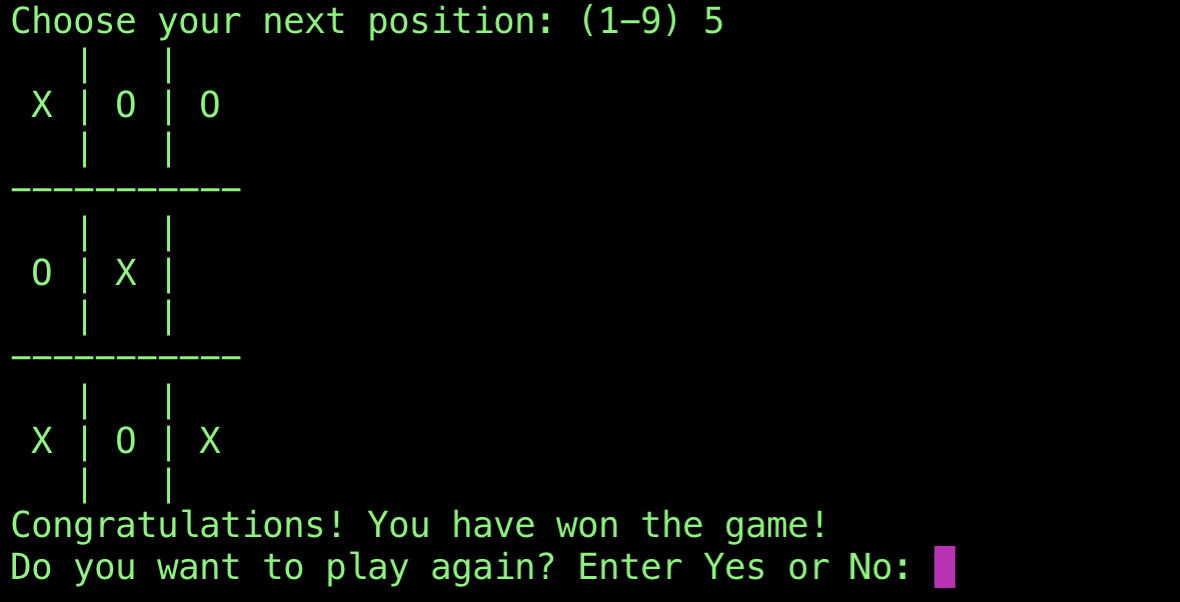 Choose your next position: (1-9) 5
   |   |
 X | O | O
   |   |
-----------
   |   |
 O | X |
   |   |
-----------
   |   |
 X | O | X
   |   |
Congratulations! You have won the game!
Do you want to play again? Enter Yes or No: